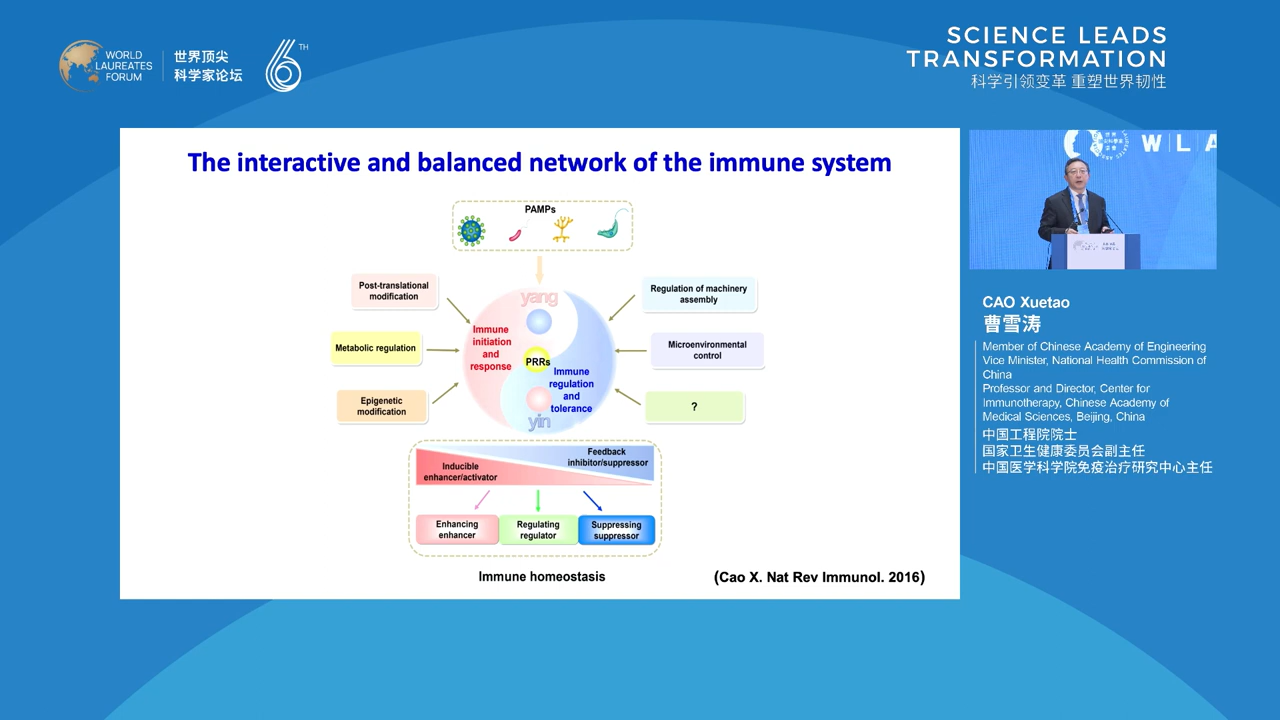 WORLD
LAUREATES
FORUM
世界顶尖
科学家论坛
6TH
SCIENCE LEADS
TRANSFORMATION
科学引领变革 重塑世界韧性
The interactive and balanced network of the immune system
PAMPs
Post-translational
modification
Metabolic regulation
Epigenetic
modification
yang
Immune
initiation
and
response
PRRs
Immune
regulation
and
tolerance
yin
Regulation of machinery
assembly
Microenvironmental
control
?
Inducible
enhancer/activator
Feedback
inhibitor/suppressor
Enhancing
enhancer
Regulating
regulator
Suppressing
suppressor
Immune homeostasis
(Cao X. Nat Rev Immunol. 2016)
W L A
CAO Xuetao
曹雪涛
Member of Chinese Academy of Engineering
Vice Minister, National Health Commission of
China
Professor and Director, Center for
Immunotherapy, Chinese Academy of
Medical Sciences, Beijing, China
中国工程院院士
国家卫生健康委员会副主任
中国医学科学院免疫治疗研究中心主任